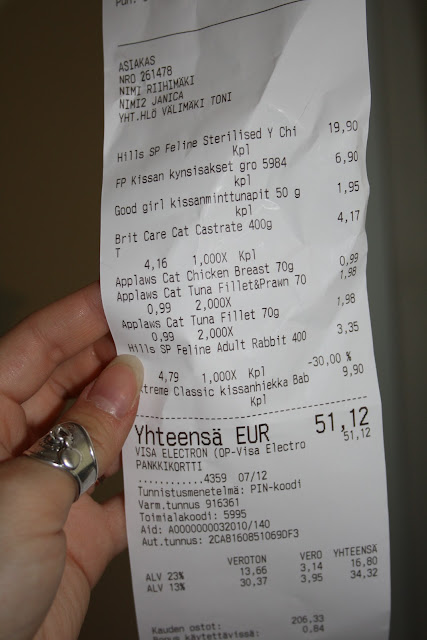 ASIAKAS
NRO 261478
NIMI RIIHIMÄKI
NIMI2 JANICA
YHT.HLÖ VÄLIMÄKI TONI
Hills SP Feline Sterilised Y Chi 19,90
Kpl
FP Kissan kynsisakset gro 5984 6,90
kpl
Good girl kissanminttunapit 50 g 1,95
kpl
Brit Care Cat Castrate 400g 4,17
T
4,16 1,000X Kpl
Applaws Cat Chicken Breast 70g 0,99
Applaws Cat Tuna Fillet&Prawn 70 1,98
0,99 2,000X
Applaws Cat Tuna Fillet 70g 1,98
0,99 2,000X
Hills SP Feline Adult Rabbit 400 3,35
4,79 1,000X Kpl -30,00 %
xtreme Classic kissanhiekka Bab 9,90
Kpl
Yhteensä EUR 51,12
VISA ELECTRON (OP-Visa Electro 51,12
PANKKIKORTTI
............4359 07/12
Tunnistusmenetelmä: PIN-koodi
Varm.tunnus 916361
Toimialakoodi: 5995
Aid: A0000000032010/140
Aut.tunnus: 2CAB160851069DF3
VEROTON VERO YHTEENSÄ
ALV 23% 13,66 3,14 16,80
ALV 13% 30,37 3,95 34,32
Kauden ostot: 206,33
Bonus käytettävissä: 0,84